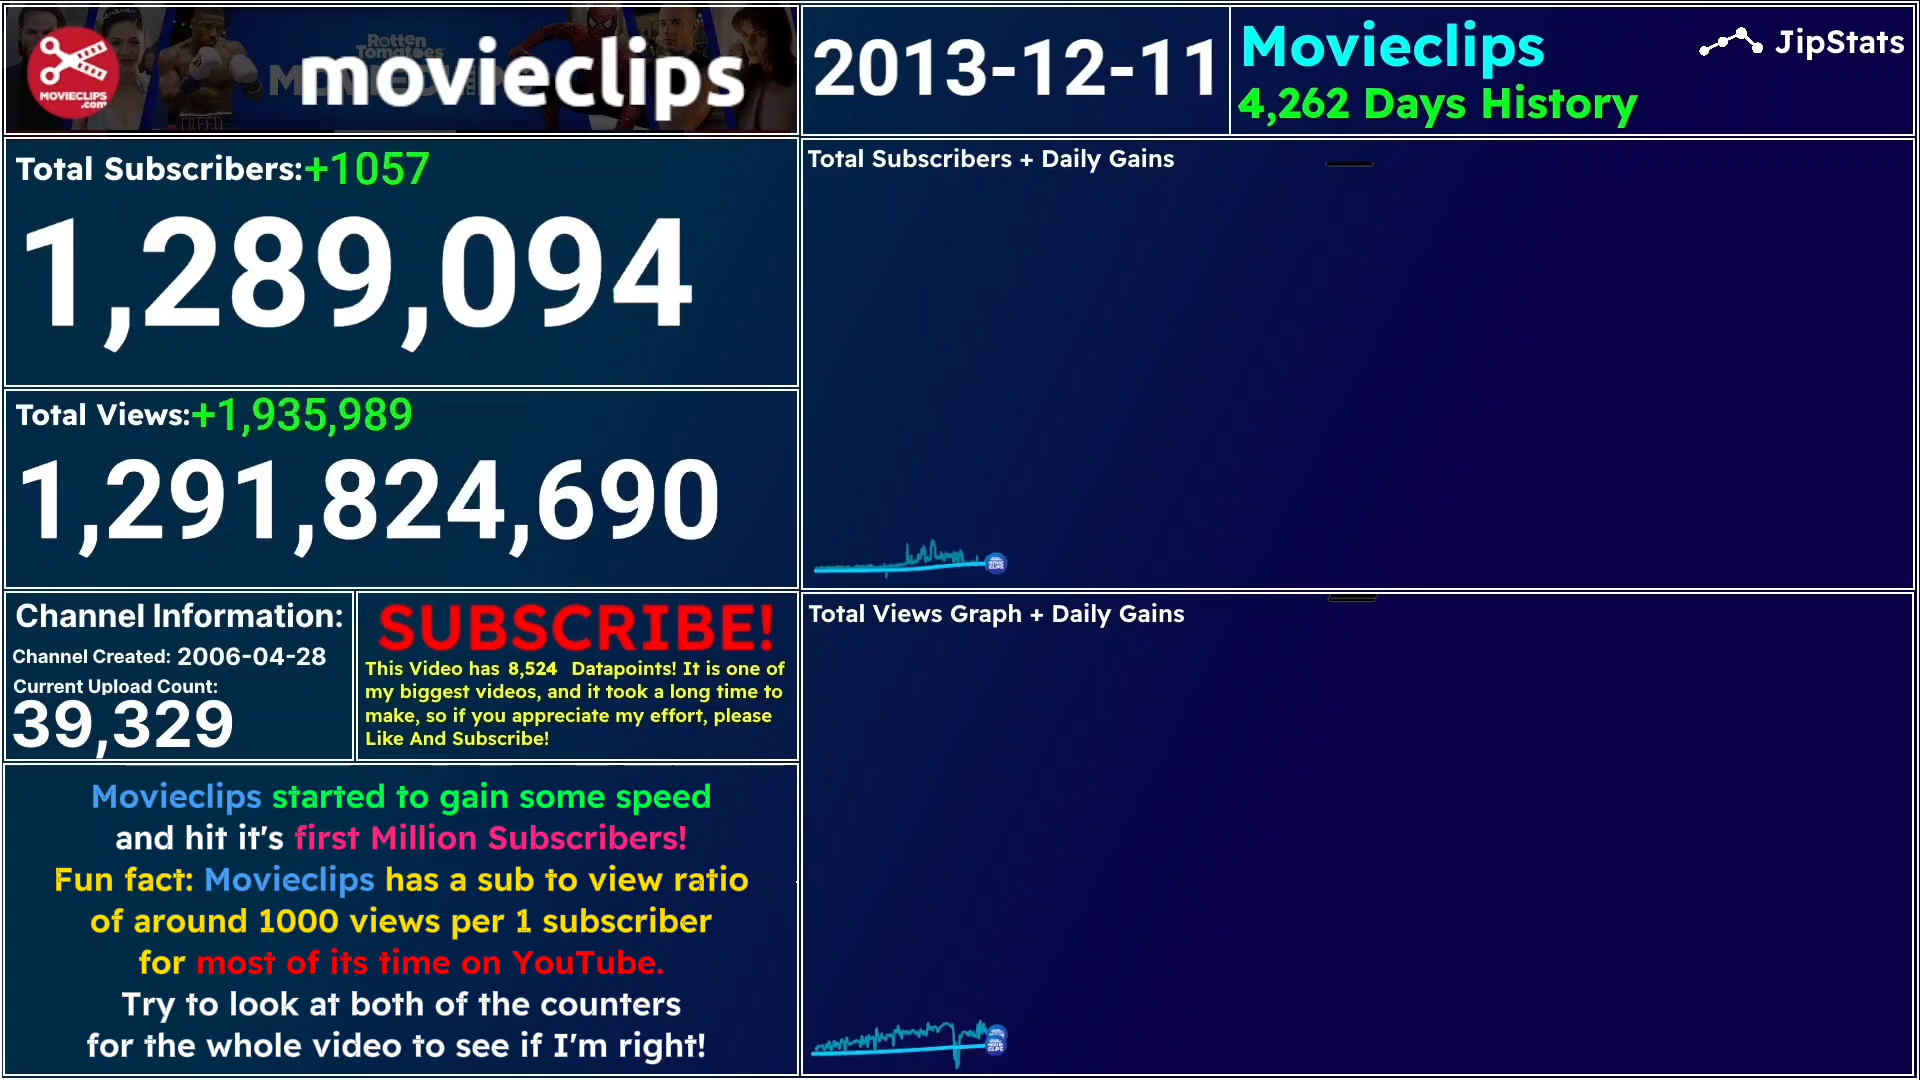 MOVIECLIPS
.com
Rotten
Tomatoes
movieclips
CREED
2013-12-11
Movieclips
4,262 Days History
JipStats
Total Subscribers:+1057
1,289,094
Total Views:+1,935,989
1,291,824,690
Channel Information:
Channel Created: 2006-04-28
Current Upload Count:
39,329
SUBSCRIBE!
This Video has 8,524 Datapoints! It is one of
my biggest videos, and it took a long time to
make, so if you appreciate my effort, please
Like And Subscribe!
Movieclips started to gain some speed
and hit it's first Million Subscribers!
Fun fact: Movieclips has a sub to view ratio
of around 1000 views per 1 subscriber
for most of its time on YouTube.
Try to look at both of the counters
for the whole video to see if I'm right!
Total Subscribers + Daily Gains
Total Views Graph + Daily Gains